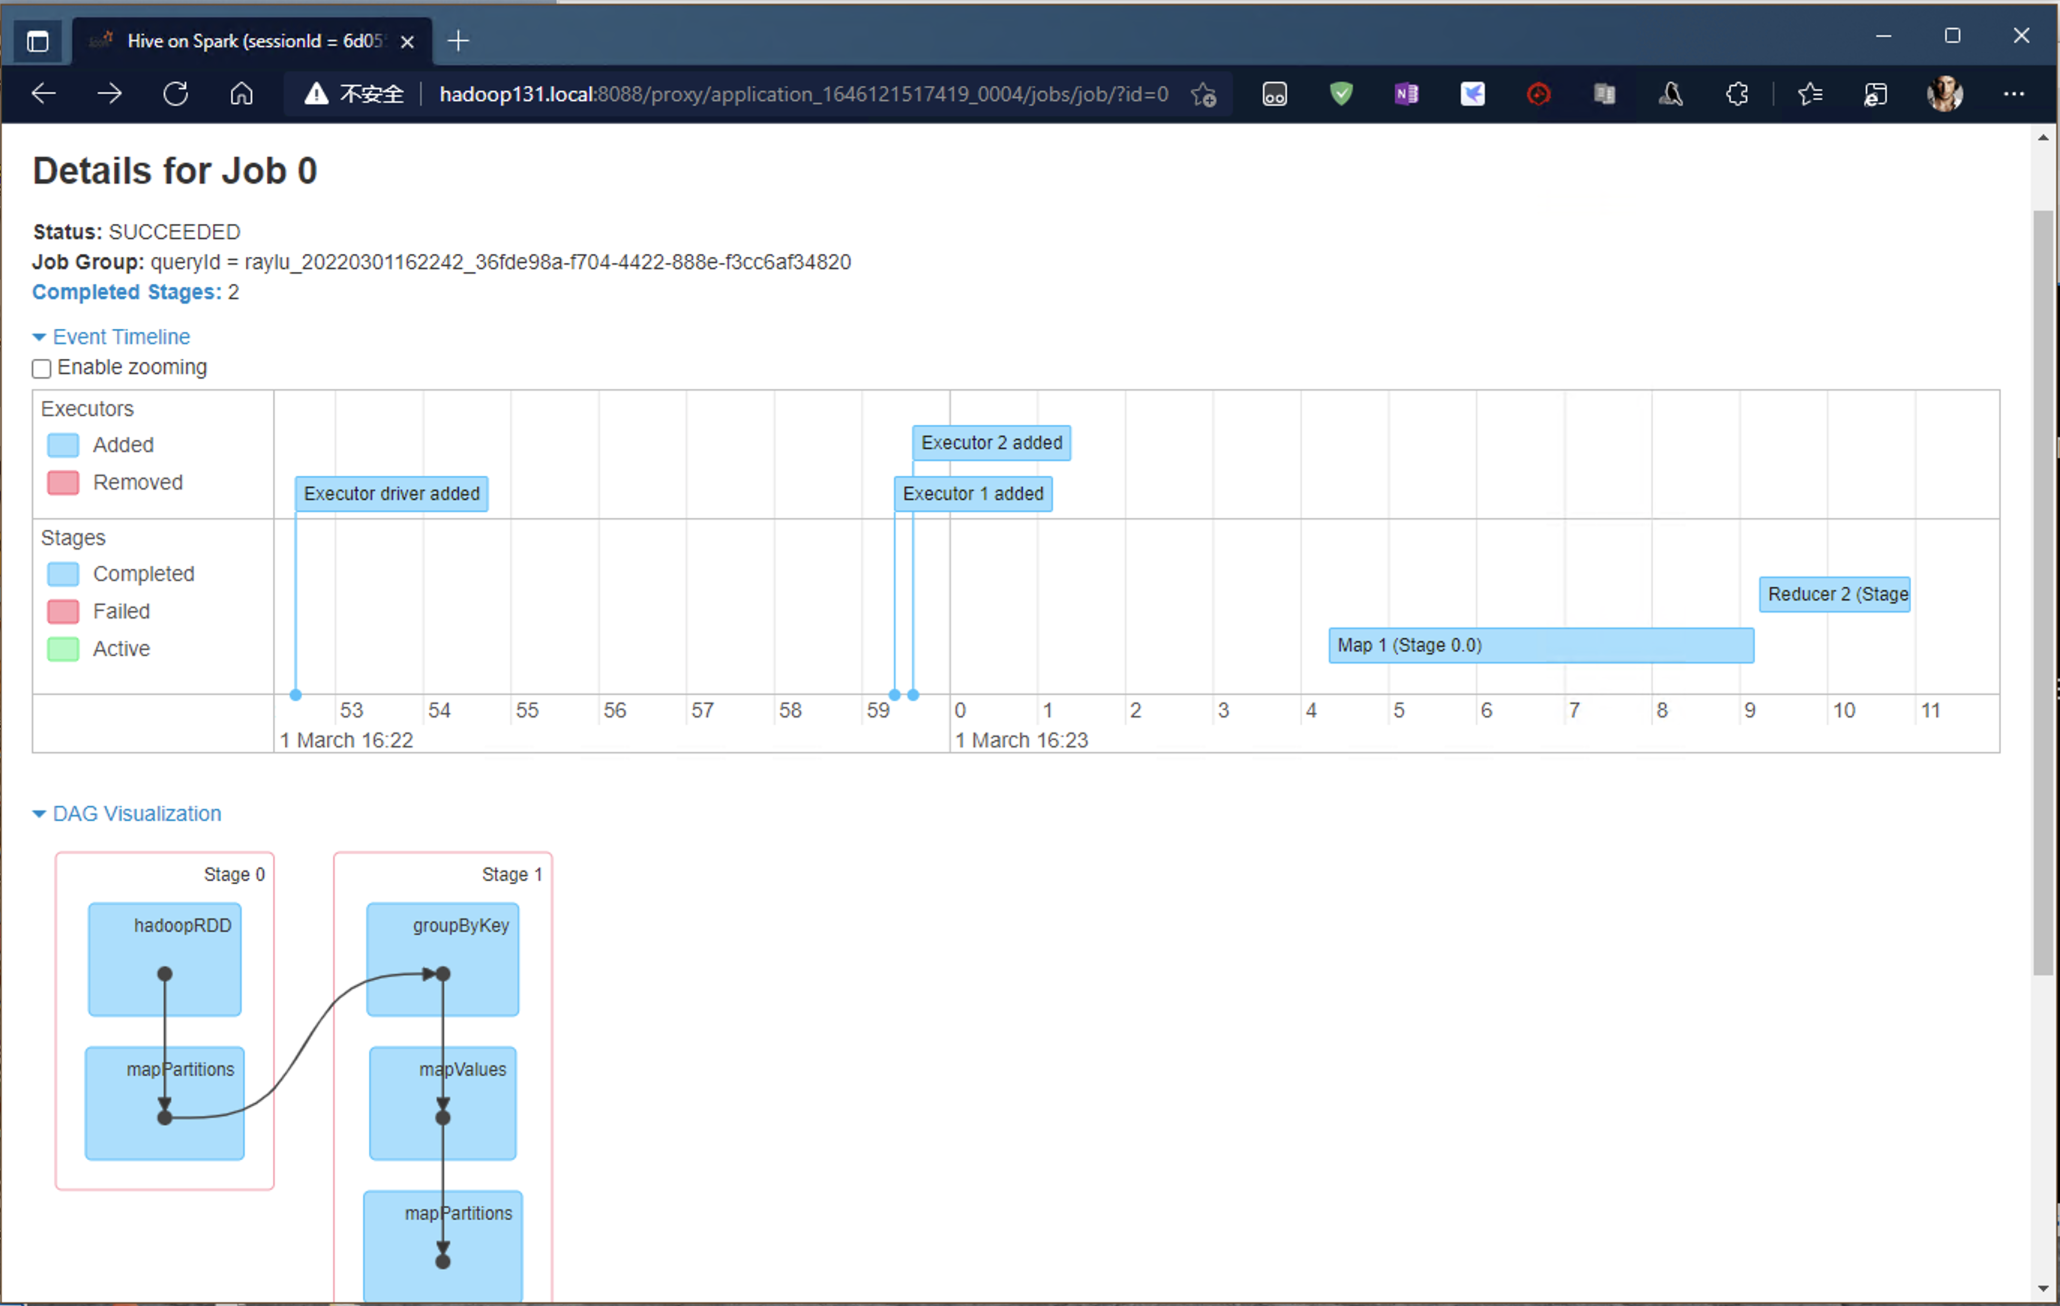 Hive on Spark (sessionId = 6d05
不安全 hadoop131.local:8088/proxy/application_1646121517419_0004/jobs/job/?id=0
Details for Job 0
Status: SUCCEEDED
Job Group: queryId = raylu_20220301162242_36fde98a-f704-4422-888e-f3cc6af34820
Completed Stages: 2
Event Timeline
Enable zooming
Executors
Added
Removed
Executor 2 added
Executor driver added
Executor 1 added
Stages
Completed
Failed
Active
Reducer 2 (Stage
Map 1 (Stage 0.0)
53 54 55 56 57 58 59 0 1 2 3 4 5 6 7 8 9 10 11
1 March 16:22 1 March 16:23
DAG Visualization
Stage 0
hadoopRDD
mapPartitions
Stage 1
groupByKey
mapValues
mapPartitions